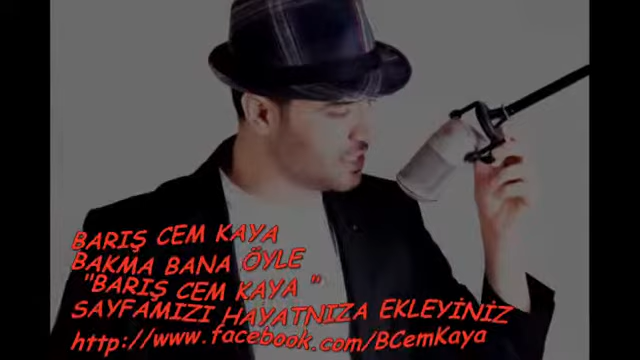 BARIŞ CEM KAYA
BAKMA BANA ÖYLE
"BARIŞ CEM KAYA "
SAYFAMIZI HAYATNIZA EKLEYİNİZ
http://www.facebook.com/BCemKaya